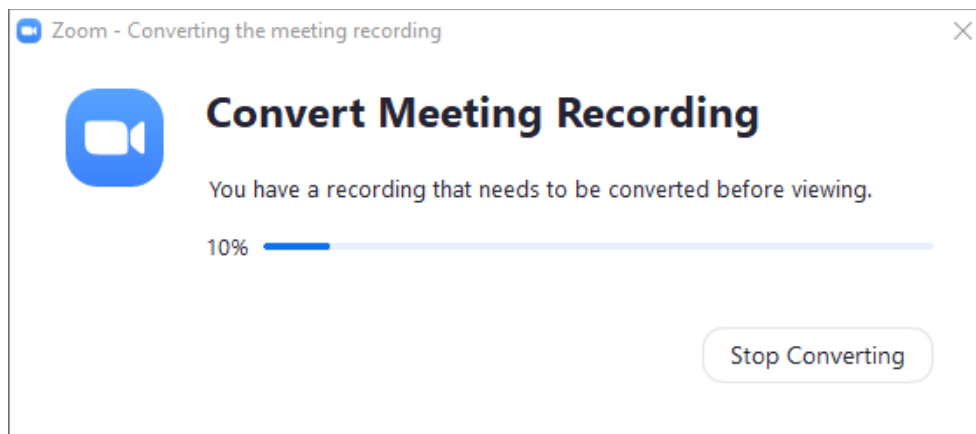 Zoom - Converting the meeting recording
Convert Meeting Recording
You have a recording that needs to be converted before viewing.
10%
Stop Converting